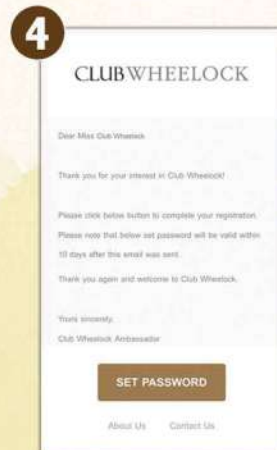 4
CLUBWHEELOCK
Dear Miss Club Wheelock
Thank you for your interest in Club Wheelock!
Please click below button to complete your registration.
Please note that below set password will be valid within
10 days after this email was sent.
Thank you again and welcome to Club Wheelock.
Yours sincerely,
Club Wheelock Ambassador
SET PASSWORD
About Us Contact Us